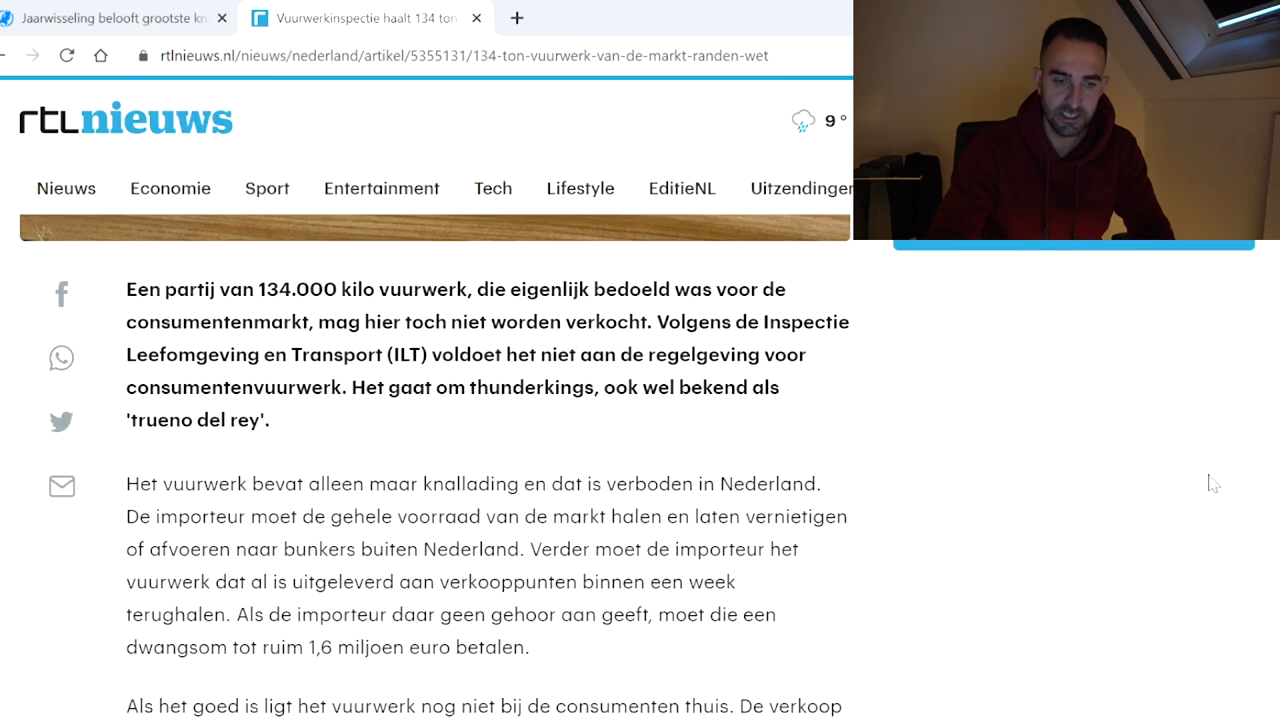 Jaarwisseling belooft grootste kn
Vuurwerkinspectie haalt 134 ton
rtlnieuws.nl/nieuws/nederland/artikel/5355131/134-ton-vuurwerk-van-de-markt-randen-wet
rtlnieuws
9 °
Nieuws Economie Sport Entertainment Tech Lifestyle EditieNL Uitzendingen
Een partij van 134.000 kilo vuurwerk, die eigenlijk bedoeld was voor de
consumentenmarkt, mag hier toch niet worden verkocht. Volgens de Inspectie
Leefomgeving en Transport (ILT) voldoet het niet aan de regelgeving voor
consumentenvuurwerk. Het gaat om thunderkings, ook wel bekend als
'trueno del rey'.
Het vuurwerk bevat alleen maar knallading en dat is verboden in Nederland.
De importeur moet de gehele voorraad van de markt halen en laten vernietigen
of afvoeren naar bunkers buiten Nederland. Verder moet de importeur het
vuurwerk dat al is uitgeleverd aan verkooppunten binnen een week
terughalen. Als de importeur daar geen gehoor aan geeft, moet die een
dwangsom tot ruim 1,6 miljoen euro betalen.
Als het goed is ligt het vuurwerk nog niet bij de consumenten thuis. De verkoop